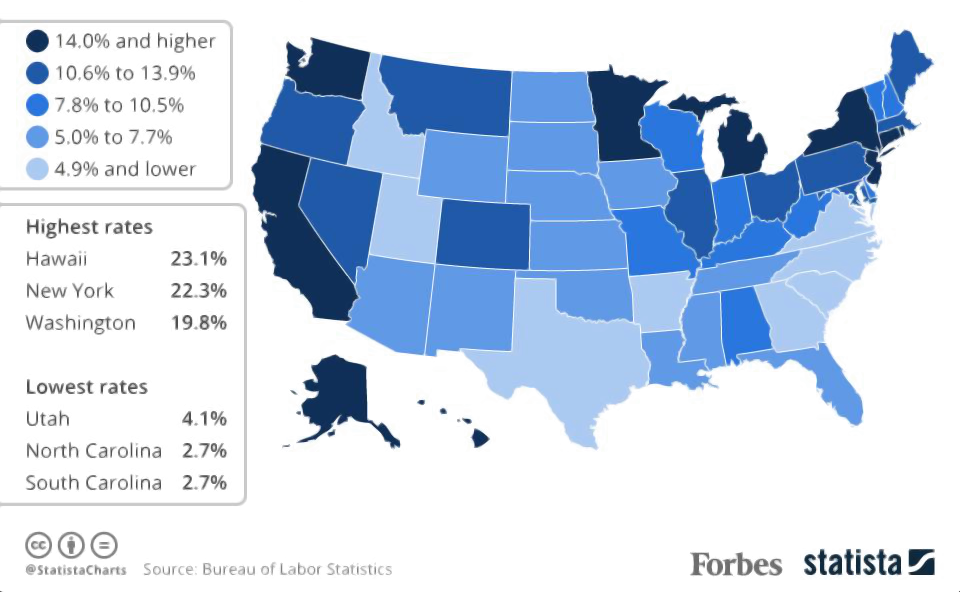 14.0% and higher
10.6% to 13.9%
7.8% to 10.5%
5.0% to 7.7%
4.9% and lower
Highest rates
Hawaii 23.1%
New York 22.3%
Washington 19.8%
Lowest rates
Utah 4.1%
North Carolina 2.7%
South Carolina 2.7%
cc
@StatistaCharts Source: Bureau of Labor Statistics
Forbes statista